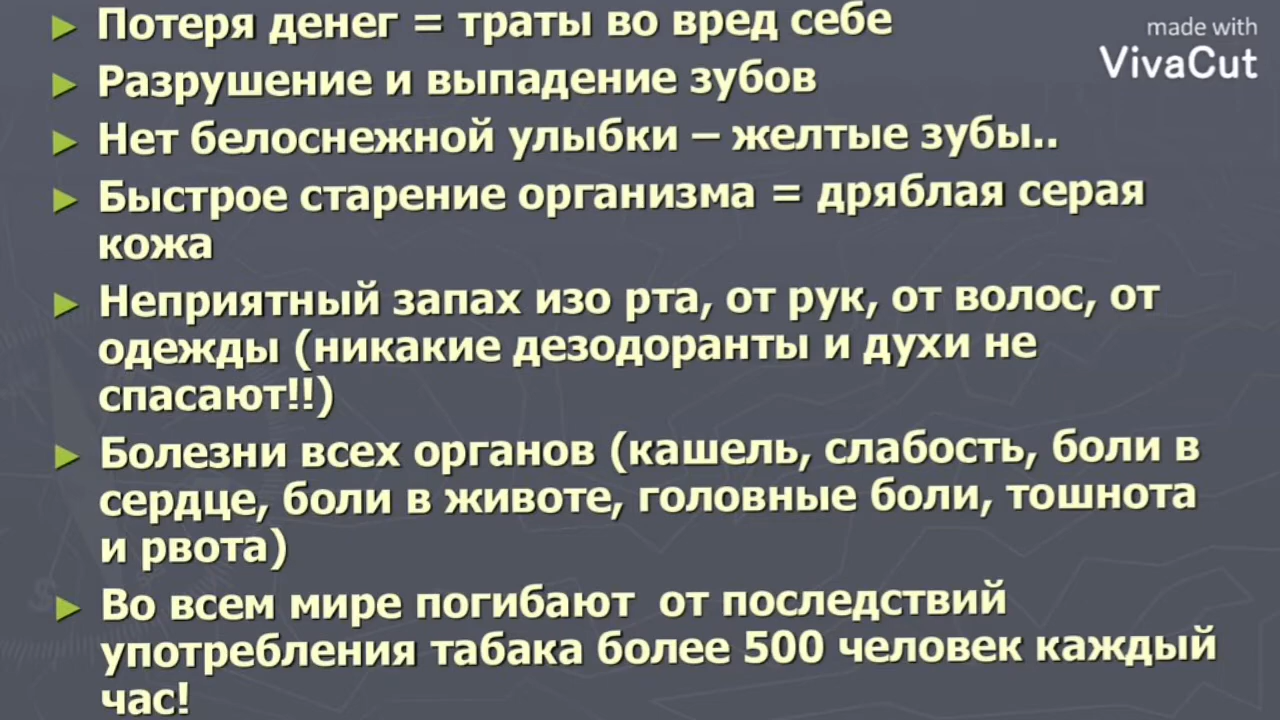 ► Потеря денег = траты во вред себе
made with
VivaCut
► Разрушение и выпадение зубов
► Нет белоснежной улыбки – желтые зубы..
► Быстрое старение организма = дряблая серая
кожа
► Неприятный запах изо рта, от рук, от волос, от
одежды (никакие дезодоранты и духи не
спасают!!)
► Болезни всех органов (кашель, слабость, боли в
сердце, боли в животе, головные боли, тошнота
и рвота)
► Во всем мире погибают от последствий
употребления табака более 500 человек каждый
час!
S